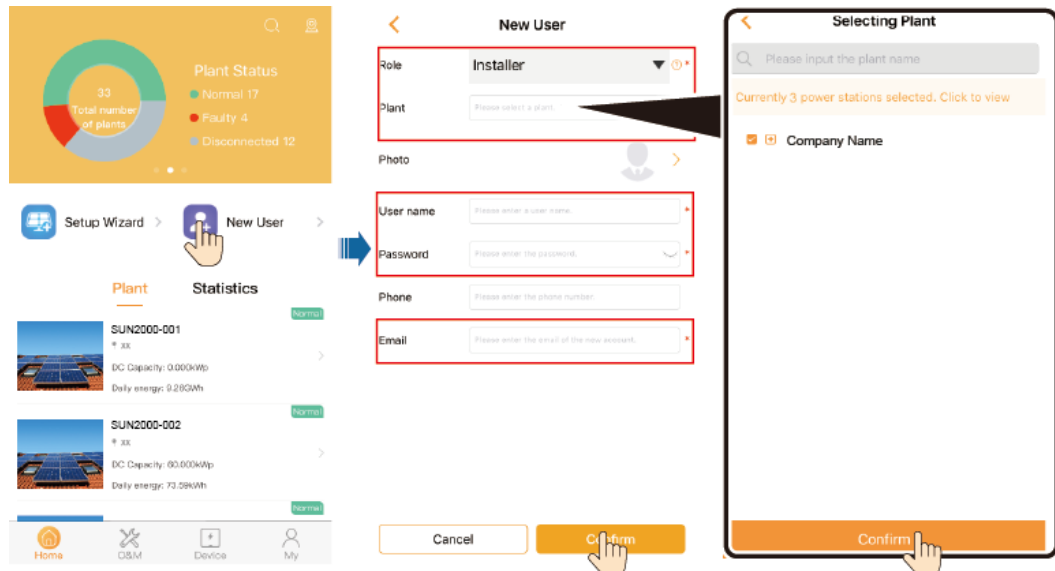 Plant Status
33
Total number
of plants
Normal 17
Faulty 4
Disconnected 12
Setup Wizard
New User
Plant
Statistics
Normal
SUN2000-001
xx
DC Capacity: 0.000kWp
Daily energy: 9.26GWh
Normal
SUN2000-002
xx
DC Capacity: 60.000kWp
Daily energy: 73.59kWh
Normal
Home
O&M
Device
My
New User
Role
Installer
*
Plant
Please select a plant.
Photo
User name
Please enter a user name.
*
Password
Please enter the password.
*
Phone
Please enter the phone number.
Email
Please enter the email of the new account.
*
Cancel
Confirm
Selecting Plant
Please input the plant name
Currently 3 power stations selected. Click to view
Company Name
Confirm